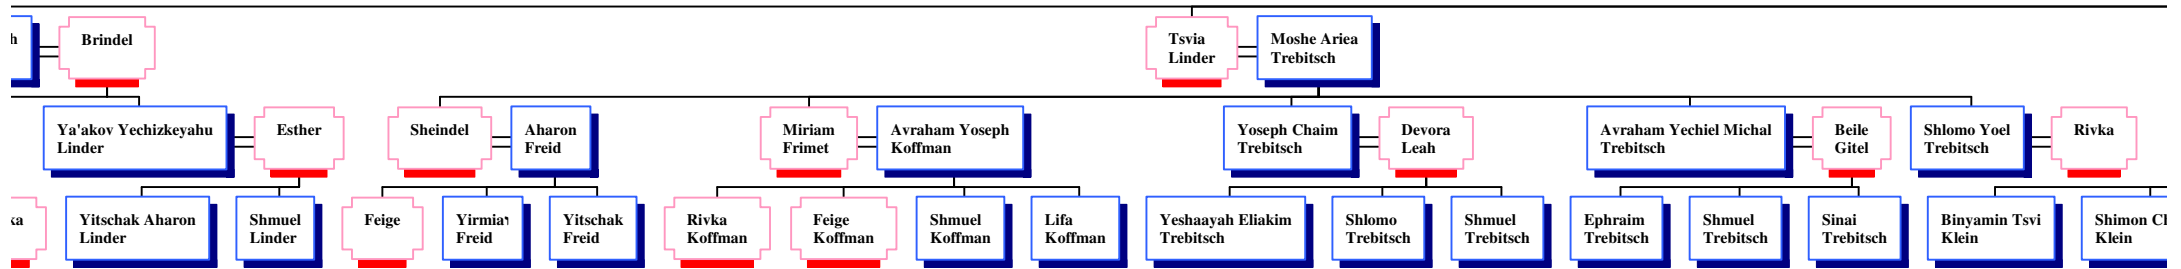 Brindel
Tsvia
Linder
Moshe Ariea
Trebitsch
Ya'akov Yechizkeyahu
Linder
Esther
Sheindel
Aharon
Freid
Miriam
Frimet
Avraham Yoseph
Koffman
Yoseph Chaim
Trebitsch
Devora
Leah
Avraham Yechiel Michal
Trebitsch
Beile
Gitel
Shlomo Yoel
Trebitsch
Rivka
Yitschak Aharon
Linder
Shmuel
Linder
Feige
Freid
Yitschak
Freid
Rivka
Koffman
Feige
Koffman
Shmuel
Koffman
Lifa
Koffman
Yeshaayah Eliakim
Trebitsch
Shlomo
Trebitsch
Shmuel
Trebitsch
Ephraim
Trebitsch
Shmuel
Trebitsch
Sinai
Trebitsch
Binyamin Tsvi
Klein
Shimon
Klein